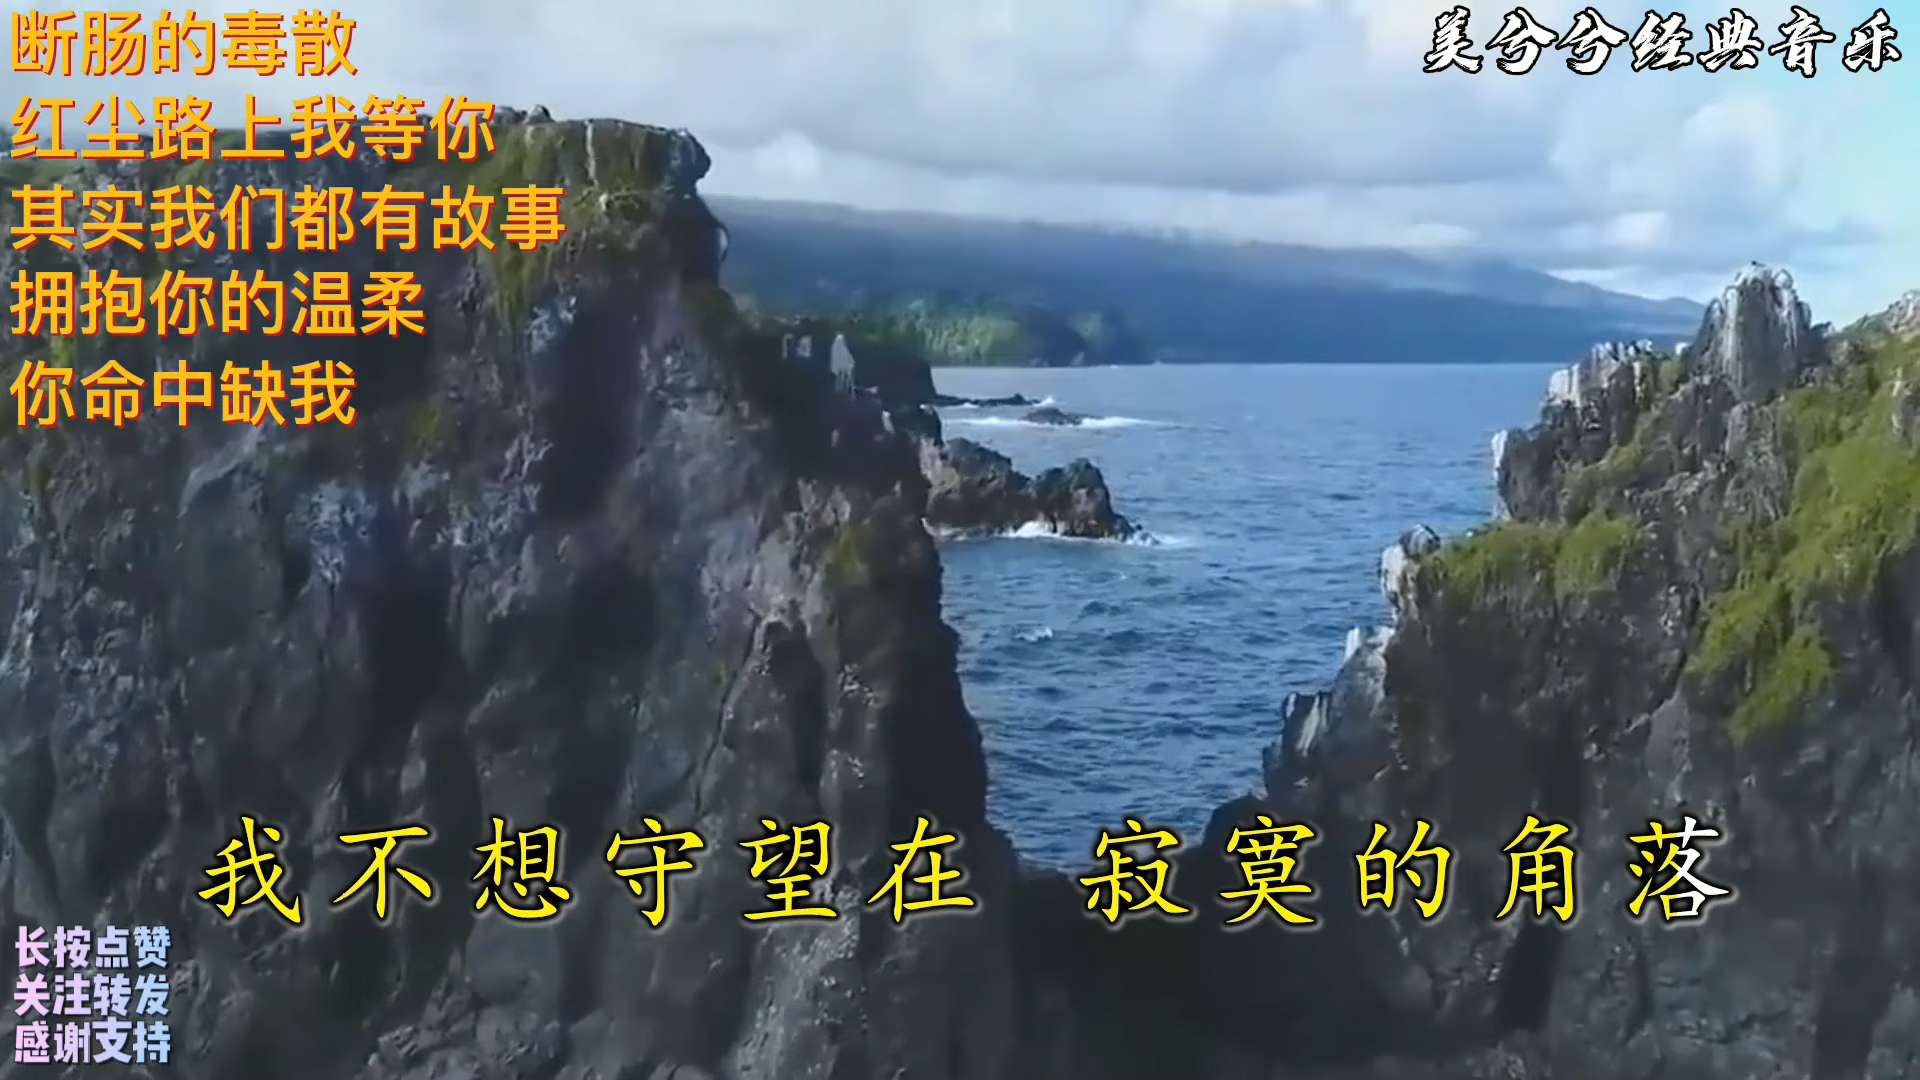 断肠的毒散
红尘路上我等你
其实我们都有故事
拥抱你的温柔
你命中缺我
美兮兮经典音乐
我不想守望在 寂寞的角落
长按点赞
关注转发
感谢支持